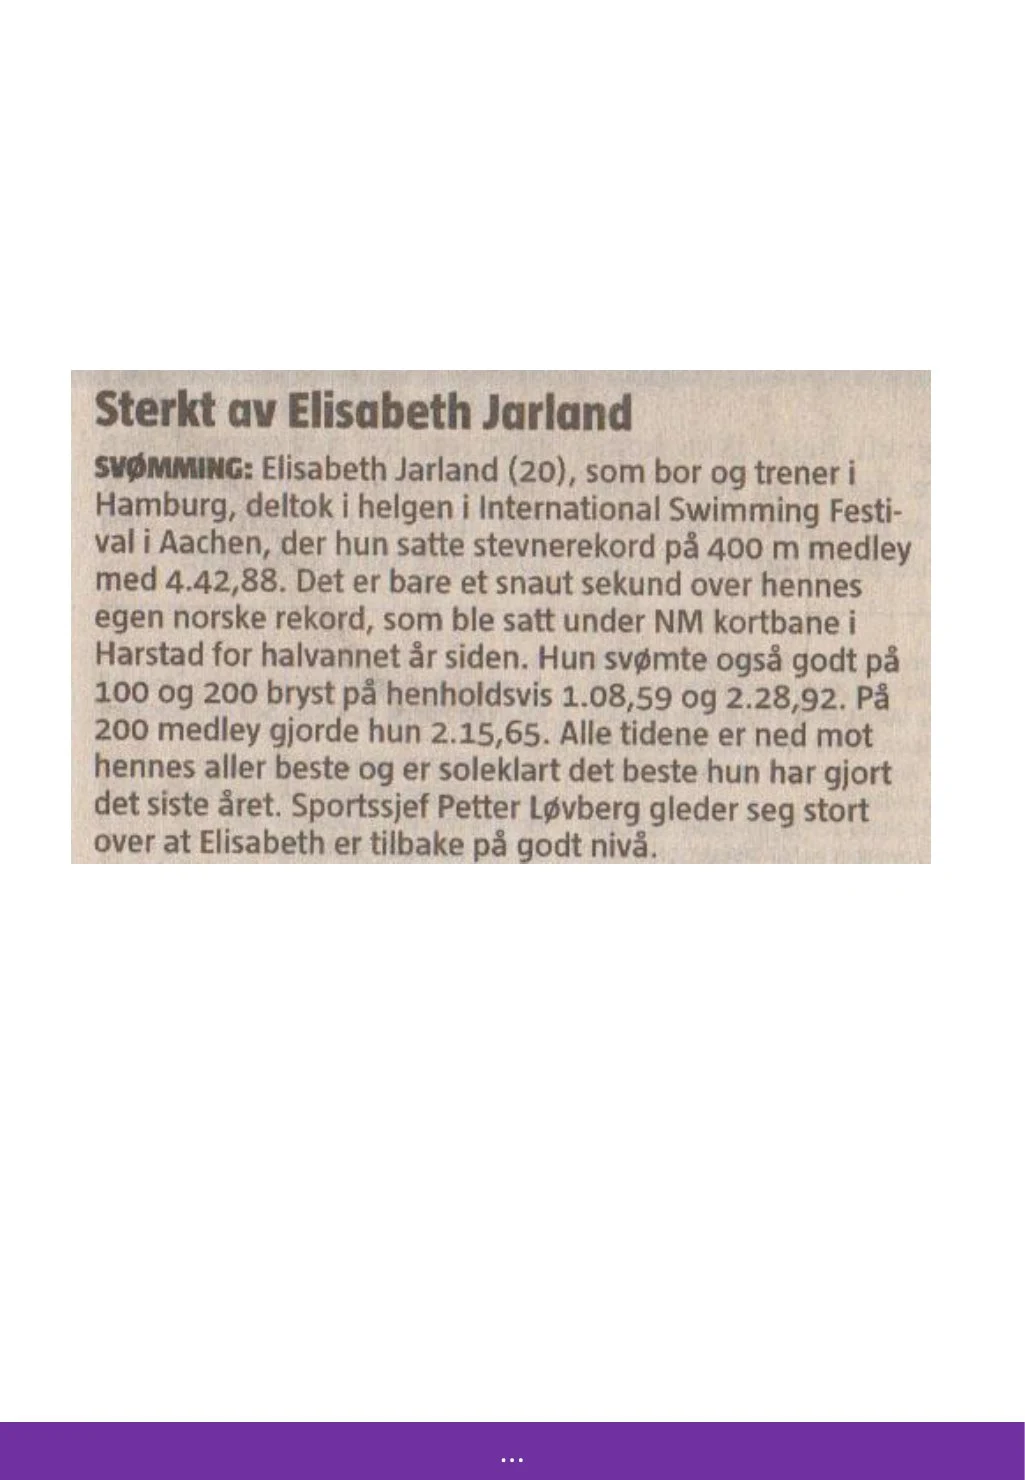 Sterkt av Elisabeth Jarland
SVØMMING: Elisabeth Jarland (20), som bor og trener i
Hamburg, deltok i helgen i International Swimming Festi-
val i Aachen, der hun satte stevnerekord på 400 m medley
med 4.42,88. Det er bare et snaut sekund over hennes
egen norske rekord, som ble satt under NM kortbane i
Harstad for halvannet år siden. Hun svømte også godt på
100 og 200 bryst på henholdsvis 1.08,59 og 2.28,92. På
200 medley gjorde hun 2.15,65. Alle tidene er ned mot
hennes aller beste og er soleklart det beste hun har gjort
det siste året. Sportssjef Petter Løvberg gleder seg stort
over at Elisabeth er tilbake på godt nivå.
...